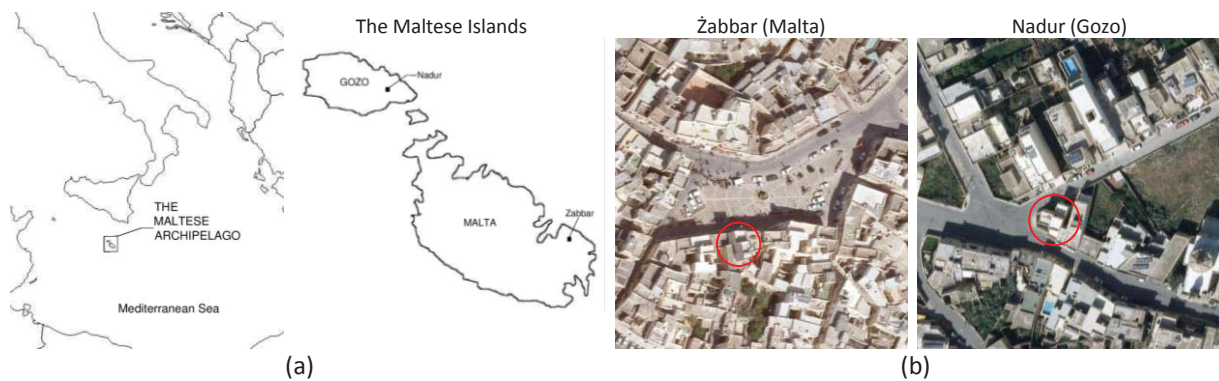 The Maltese Islands
Żabbar (Malta)
Nadur (Gozo)
GOZO
Nadur
THE
MALTESE
ARCHIPELAGO
MALTA
Zabbar
Mediterranean Sea
(a)
(b)